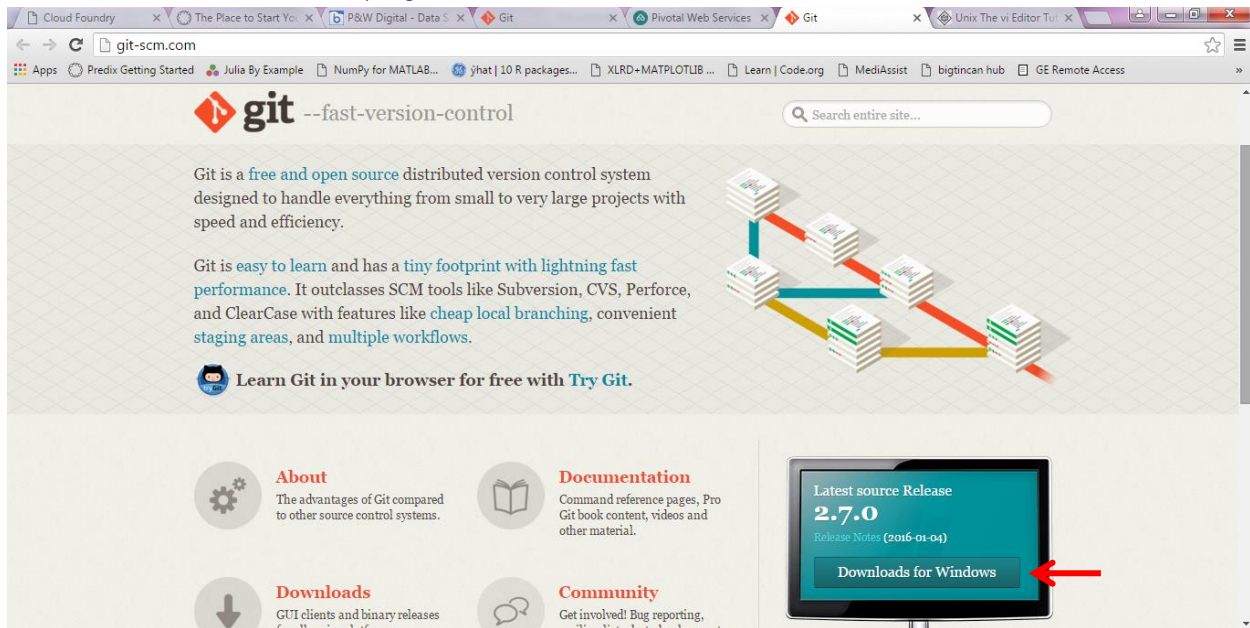 Cloud Foundry
The Place to Start You
P&W Digital - Data S
Git
Pivotal Web Services
Git
Unix The vi Editor Tut
git-scm.com
Apps
Predix Getting Started
Julia By Example
NumPy for MATLAB...
ŷhat | 10 R packages...
XLRD+MATPLOTLIB ...
Learn | Code.org
MediAssist
bigtincan hub
GE Remote Access
»
git --fast-version-control
Search entire site...
Git is a free and open source distributed version control system
designed to handle everything from small to very large projects with
speed and efficiency.
Git is easy to learn and has a tiny footprint with lightning fast
performance. It outclasses SCM tools like Subversion, CVS, Perforce,
and ClearCase with features like cheap local branching, convenient
staging areas, and multiple workflows.
Learn Git in your browser for free with Try Git.
About
The advantages of Git compared
to other source control systems.
Documentation
Command reference pages, Pro
Git book content, videos and
other material.
Latest source Release
2.7.0
Release Notes (2016-01-04)
Downloads for Windows
Downloads
GUI clients and binary releases
Community
Get involved! Bug reporting,